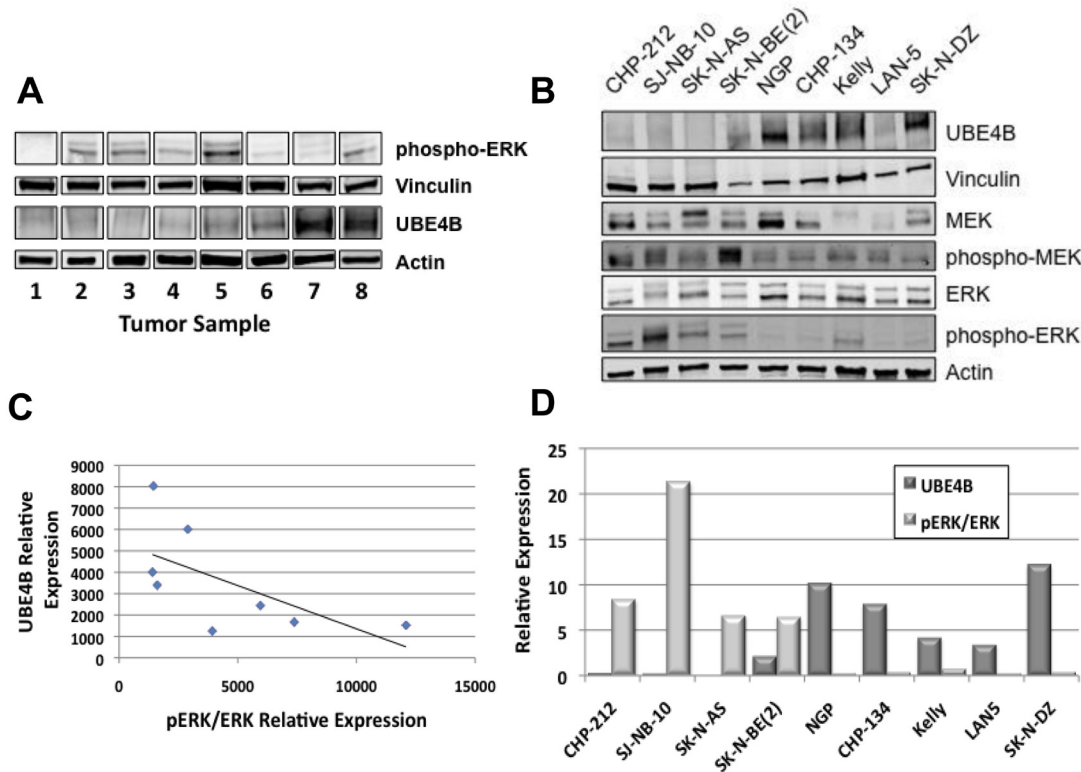 A
phospho-ERK
Vinculin
UBE4B
Actin
1 2 3 4 5 6 7 8
Tumor Sample
B
CHP-212 SJ-NB-10 SK-N-AS SK-N-BE(2) NGP CHP-134 Kelly LAN-5 SK-N-DZ
UBE4B
Vinculin
MEK
phospho-MEK
ERK
phospho-ERK
Actin
C
UBE4B Relative
Expression
9000
8000
7000
6000
5000
4000
3000
2000
1000
0
0 5000 10000 15000
pERK/ERK Relative Expression
D
Relative Expression
25
20
15
10
5
0
UBE4B
pERK/ERK
CHP-212 SJ-NB-10 SK-N-AS SK-N-BE(2) NGP CHP-134 Kelly LAN5 SK-N-DZ